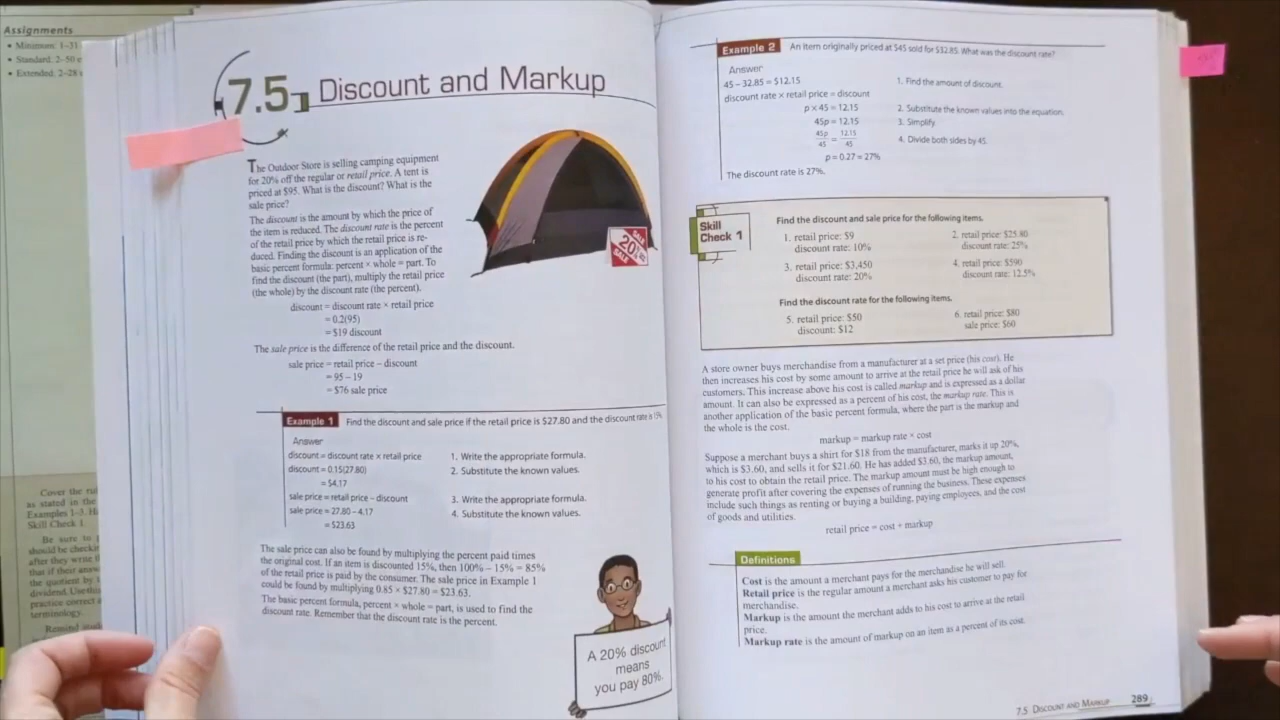 Assignments
• Minimum: 1–31
• Standard: 2–50
• Extended: 2–28
Cover the
as stated in the
Examples 1–3.
Skill Check 1.
Be sure to
should be
after they write
that if their
the quotient by
dividend.
practice correct
terminology.
Remind
7.5 Discount and Markup
The Outdoor Store is selling camping equipment
for 20% off the regular or retail price. A tent is
priced at $95. What is the discount? What is the
sale price?
The discount is the amount by which the price of
the item is reduced. The discount rate is the percent
of the retail price by which the retail price is re-
duced. Finding the discount is an application of the
basic percent formula: percent × whole = part. To
find the discount (the part), multiply the retail price
(the whole) by the discount rate (the percent).
discount = discount rate × retail price
= 0.2(95)
= $19 discount
SALE
20%
SALE
The sale price is the difference of the retail price and the discount.
sale price = retail price – discount
= 95 – 19
= $76 sale price
Example 1 Find the discount and sale price if the retail price is $27.80 and the discount rate is 15%.
Answer
discount = discount rate × retail price 1. Write the appropriate formula.
discount = 0.15(27.80) 2. Substitute the known values.
= $4.17
sale price = retail price – discount 3. Write the appropriate formula.
sale price = 27.80 – 4.17 4. Substitute the known values.
= $23.63
The sale price can also be found by multiplying the percent paid times
the original cost. If an item is discounted 15%, then 100% – 15% = 85%
of the retail price is paid by the consumer. The sale price in Example 1
could be found by multiplying 0.85 × $27.80 = $23.63.
The basic percent formula, percent × whole = part, is used to find the
discount rate. Remember that the discount rate is the percent.
A 20% discount
means
you pay 80%.
Example 2 An item originally priced at $45 sold for $32.85. What was the discount rate?
Answer
45 – 32.85 = $12.15 1. Find the amount of discount.
discount rate × retail price = discount
p × 45 = 12.15 2. Substitute the known values into the equation.
45p = 12.15 3. Simplify.
45p/45 = 12.15/45 4. Divide both sides by 45.
p = 0.27 = 27%
The discount rate is 27%.
Skill
Check 1
Find the discount and sale price for the following items.
1. retail price: $9 2. retail price: $25.80
discount rate: 10% discount rate: 25%
3. retail price: $3,450 4. retail price: $590
discount rate: 20% discount rate: 12.5%
Find the discount rate for the following items.
5. retail price: $50 6. retail price: $80
discount: $12 sale price: $60
A store owner buys merchandise from a manufacturer at a set price (his cost). He
then increases his cost by some amount to arrive at the retail price he will ask of his
customers. This increase above his cost is called markup and is expressed as a dollar
amount. It can also be expressed as a percent of his cost, the markup rate. This is
another application of the basic percent formula, where the part is the markup and
the whole is the cost.
markup = markup rate × cost
Suppose a merchant buys a shirt for $18 from the manufacturer, marks it up 20%,
which is $3.60, and sells it for $21.60. He has added $3.60, the markup amount,
to his cost to obtain the retail price. The markup amount must be high enough to
generate profit after covering the expenses of running the business. These expenses
include such things as renting or buying a building, paying employees, and the cost
of goods and utilities.
retail price = cost + markup
Definitions
Cost is the amount a merchant pays for the merchandise he will sell.
Retail price is the regular amount a merchant asks his customer to pay for
merchandise.
Markup is the amount the merchant adds to his cost to arrive at the retail
price.
Markup rate is the amount of markup on an item as a percent of its cost.
7.5 Discount and Markup 289